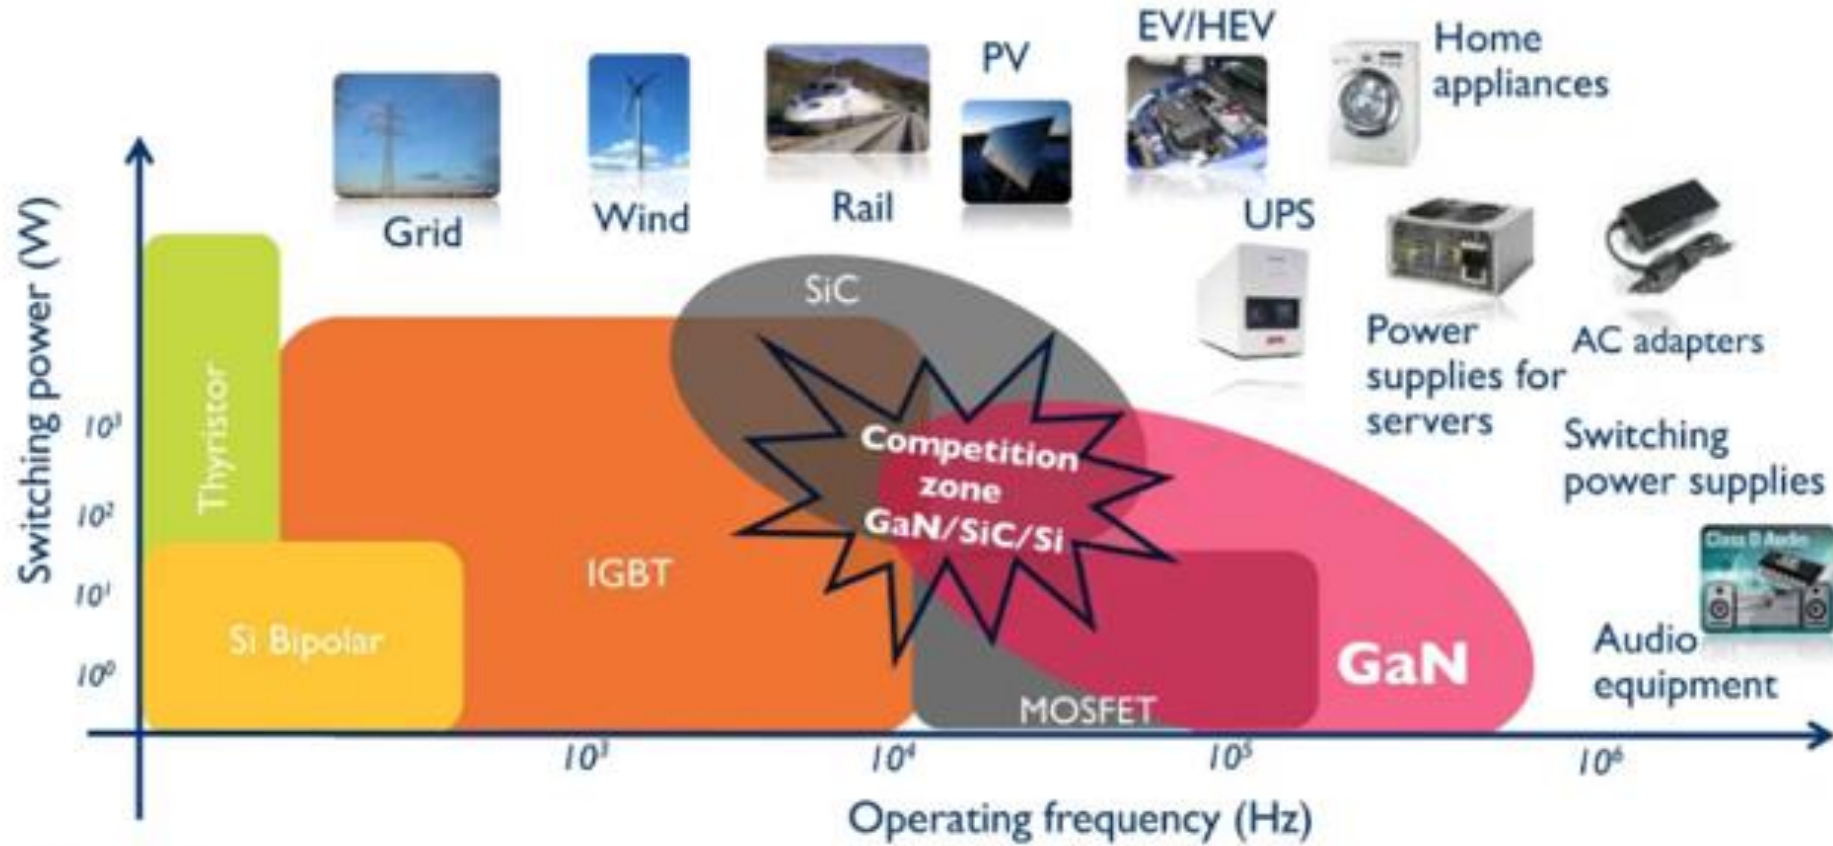 EV/HEV
PV
Home
appliances
Grid
Wind
Rail
UPS
Power
supplies for
servers
AC adapters
Switching
power supplies
Class D Audio
Audio
equipment
Switching power (W)
10³
10²
10¹
10⁰
Thyristor
Si Bipolar
IGBT
SiC
Competition
zone
GaN/SiC/Si
MOSFET
GaN
10³
10⁴
10⁵
10⁶
Operating frequency (Hz)